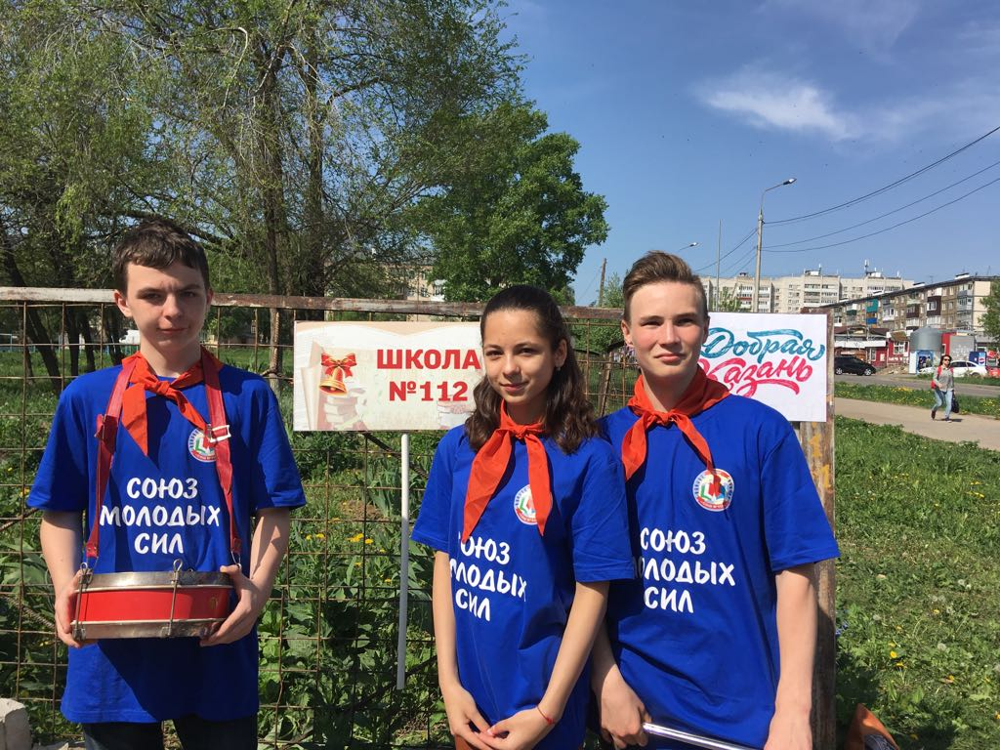 ШКОЛА
№112
Добрая
Казань
СОЮЗ
МОЛОДЫХ
СИЛ
СОЮЗ
МОЛОДЫХ
СИЛ
СОЮЗ
МОЛОДЫХ
СИЛ